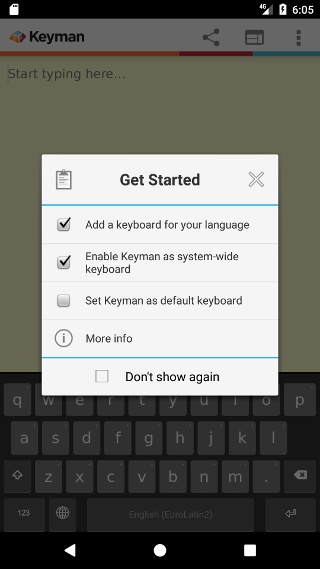 4G 6:05
Keyman
Start typing here...
Get Started
Add a keyboard for your language
Enable Keyman as system-wide
keyboard
Set Keyman as default keyboard
More info
Don't show again
q w e r t y u i o p
a s d f g h j k l
z x c v b n m .
123 English (EuroLatin2)